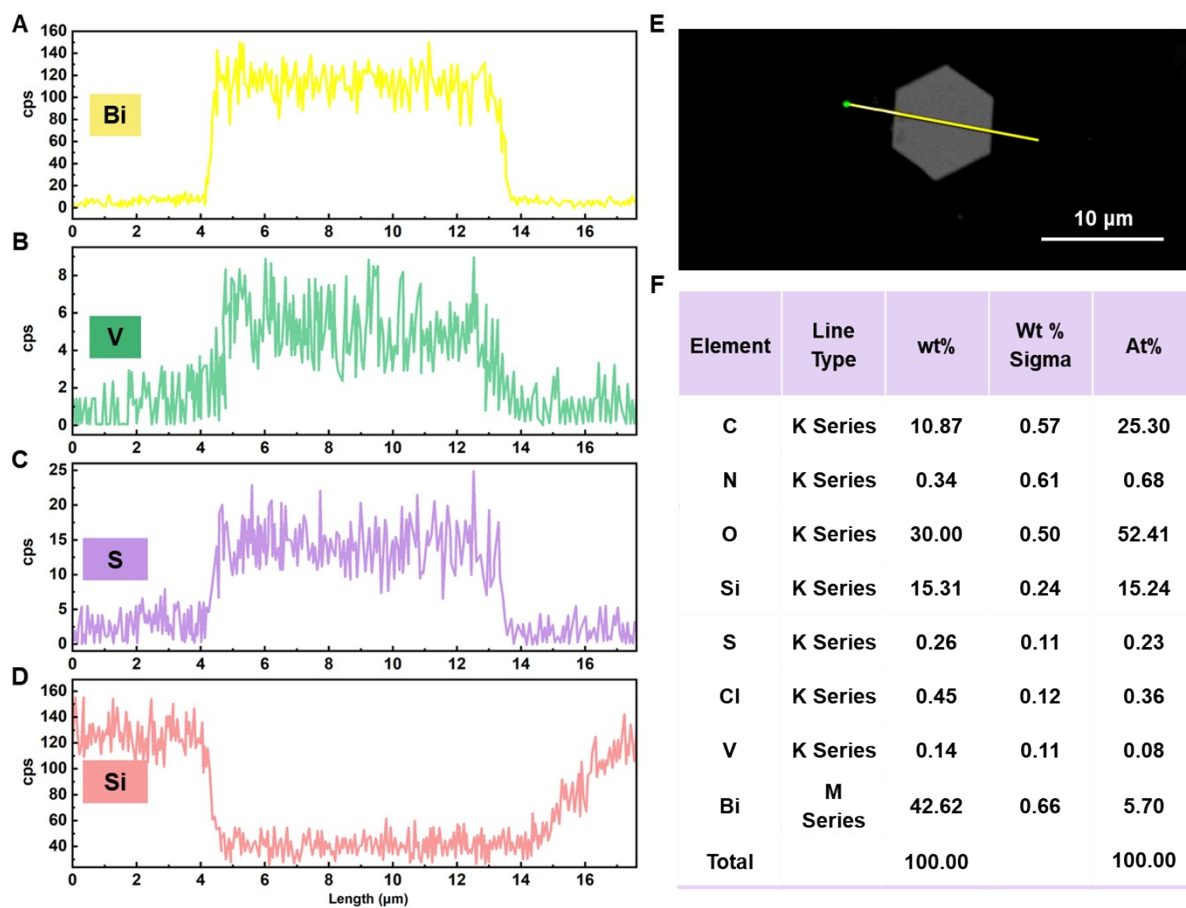 A
160
140
120
100
80
60
40
20
0
cps
Bi
0 2 4 6 8 10 12 14 16
B
8
6
4
2
0
cps
V
0 2 4 6 8 10 12 14 16
C
25
20
15
10
5
0
cps
S
0 2 4 6 8 10 12 14 16
D
160
140
120
100
80
60
40
cps
Si
0 2 4 6 8 10 12 14 16
Length (µm)
E
10 µm
F
Element Line Type wt% Wt % Sigma At%
C K Series 10.87 0.57 25.30
N K Series 0.34 0.61 0.68
O K Series 30.00 0.50 52.41
Si K Series 15.31 0.24 15.24
S K Series 0.26 0.11 0.23
Cl K Series 0.45 0.12 0.36
V K Series 0.14 0.11 0.08
Bi M Series 42.62 0.66 5.70
Total 100.00 100.00